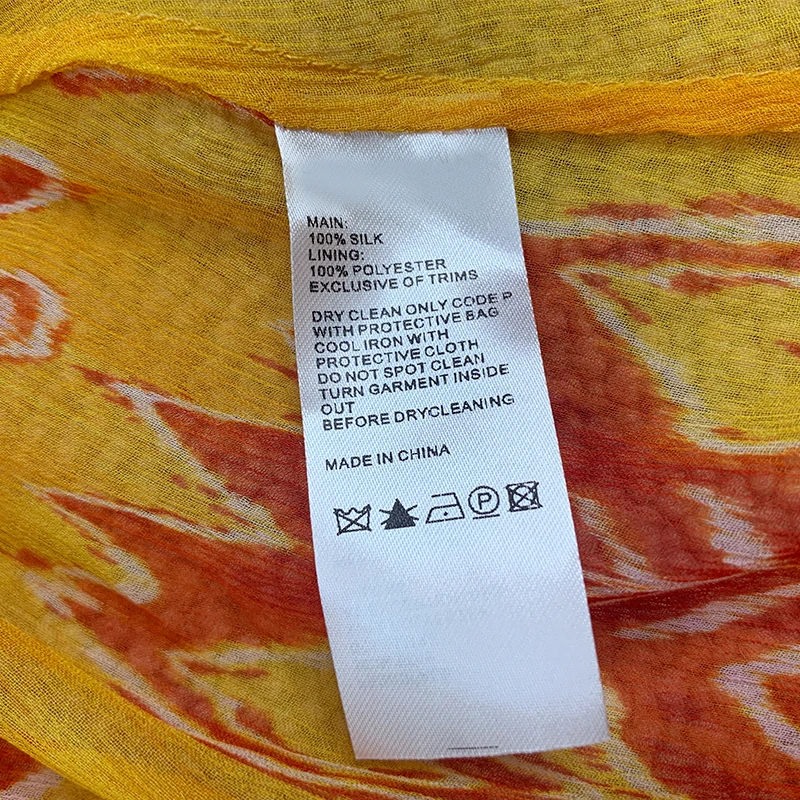 MAIN:
100% SILK
LINING:
100% POLYESTER
EXCLUSIVE OF TRIMS
DRY CLEAN ONLY CODE P
WITH PROTECTIVE BAG
COOL IRON WITH
PROTECTIVE CLOTH
DO NOT SPOT CLEAN
TURN GARMENT INSIDE
OUT
BEFORE DRYCLEANING
MADE IN CHINA
P